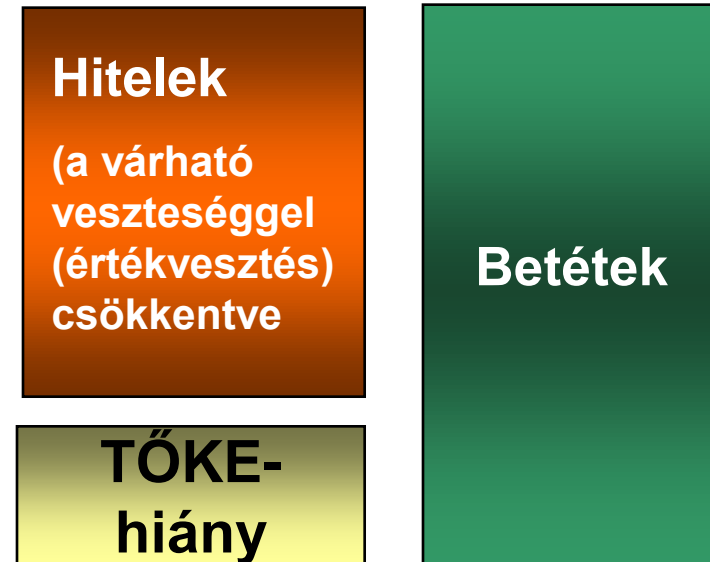 Hitelek
(a várható
veszteséggel
(értékvesztés)
csökkentve
Betétek
TŐKE-
hiány